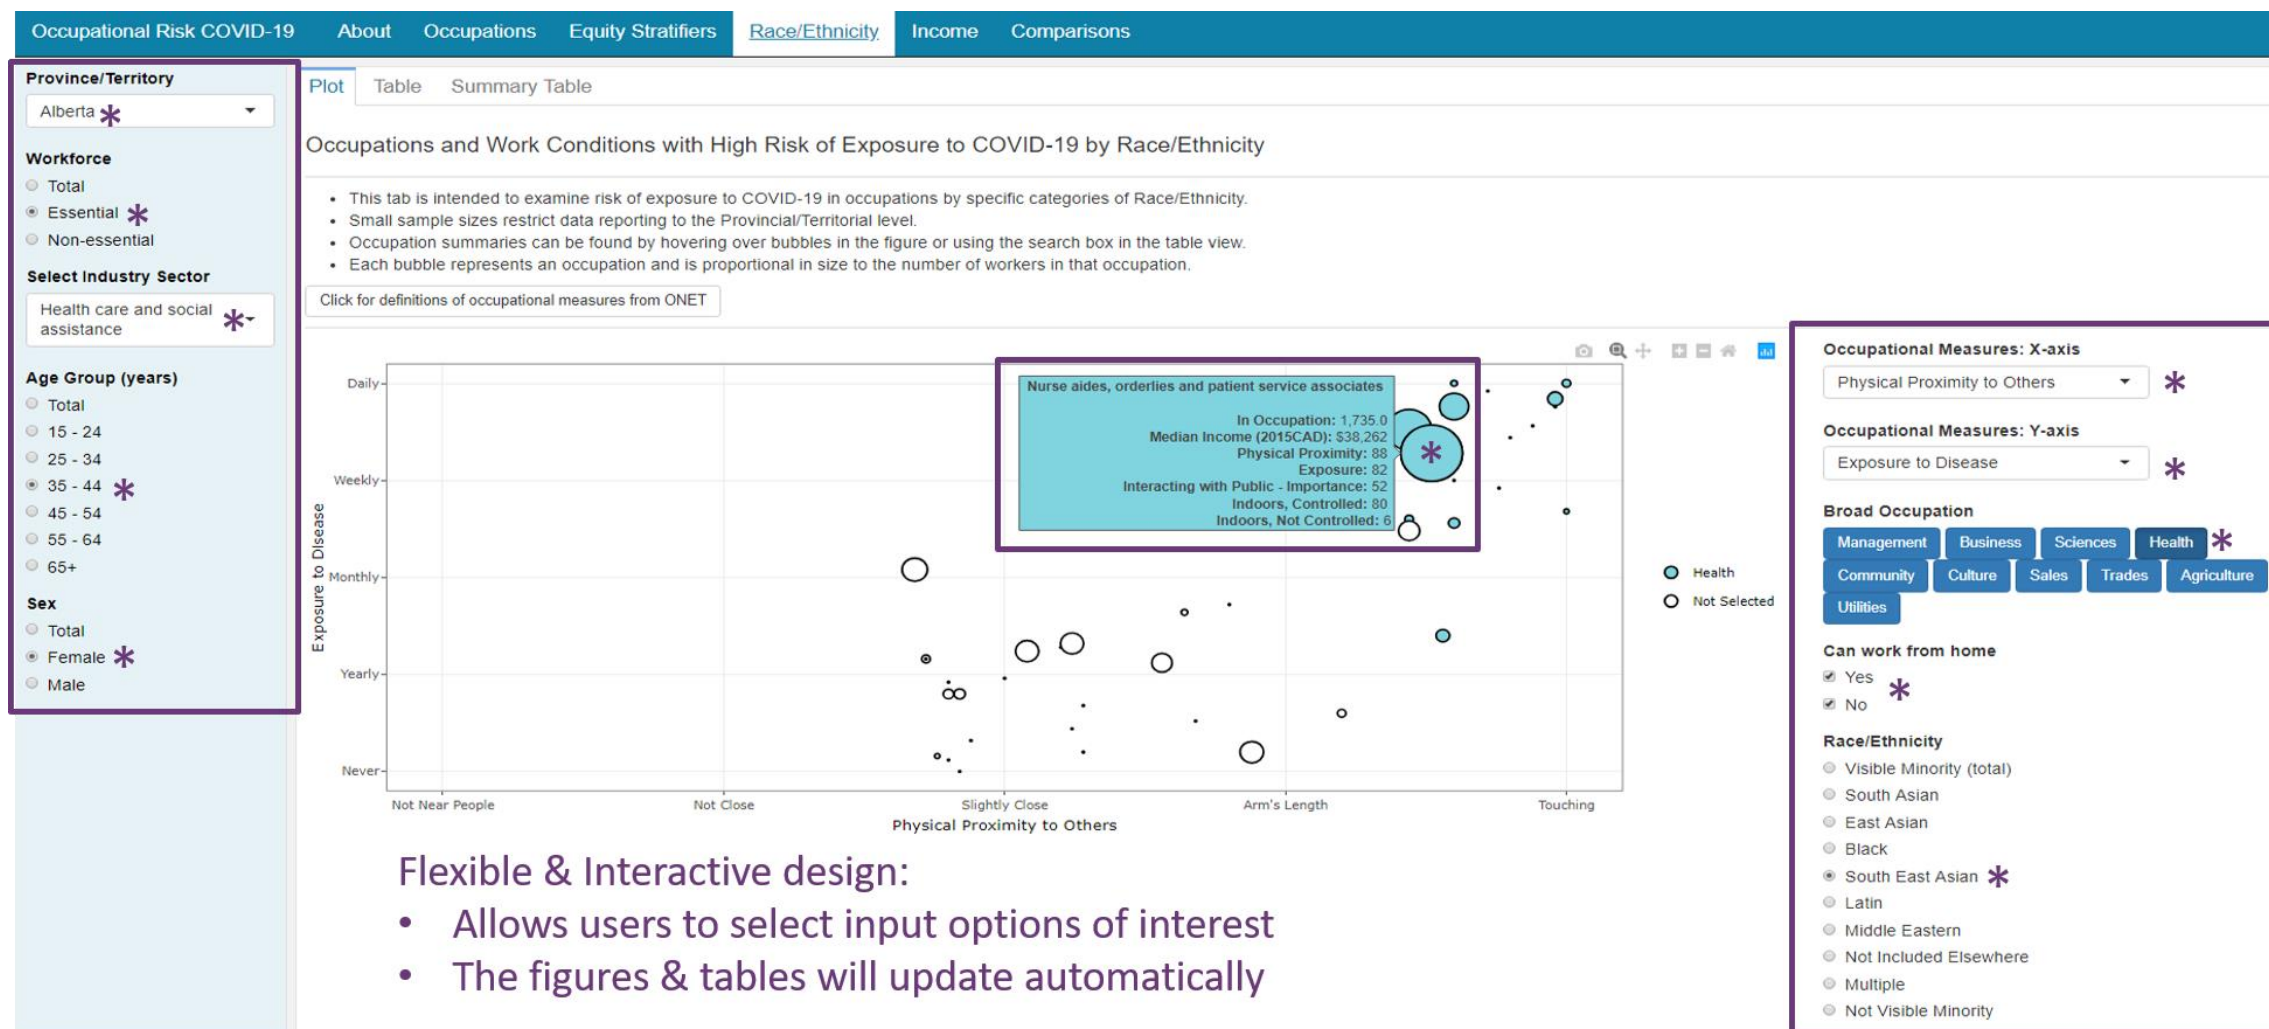 Occupational Risk COVID-19 About Occupations Equity Stratifiers Race/Ethnicity Income Comparisons
Province/Territory
Alberta *
Workforce
Total
Essential *
Non-essential
Select Industry Sector
Health care and social
assistance *
Age Group (years)
Total
15 - 24
25 - 34
35 - 44 *
45 - 54
55 - 64
65+
Sex
Total
Female *
Male
Plot Table Summary Table
Occupations and Work Conditions with High Risk of Exposure to COVID-19 by Race/Ethnicity
• This tab is intended to examine risk of exposure to COVID-19 in occupations by specific categories of Race/Ethnicity.
• Small sample sizes restrict data reporting to the Provincial/Territorial level.
• Occupation summaries can be found by hovering over bubbles in the figure or using the search box in the table view.
• Each bubble represents an occupation and is proportional in size to the number of workers in that occupation.
Click for definitions of occupational measures from ONET
Exposure to Disease
Daily
Weekly
Monthly
Yearly
Never
Nurse aides, orderlies and patient service associates
In Occupation: 1,735.0
Median Income (2015CAD): $38,262
Physical Proximity: 88
Exposure: 82
Interacting with Public - Importance: 52
Indoors, Controlled: 80
Indoors, Not Controlled: 6
*
Health
Not Selected
Not Near People Not Close Slightly Close Arm's Length Touching
Physical Proximity to Others
Flexible & Interactive design:
• Allows users to select input options of interest
• The figures & tables will update automatically
Occupational Measures: X-axis
Physical Proximity to Others *
Occupational Measures: Y-axis
Exposure to Disease *
Broad Occupation
Management Business Sciences Health *
Community Culture Sales Trades Agriculture
Utilities
Can work from home
Yes *
No
Race/Ethnicity
Visible Minority (total)
South Asian
East Asian
Black
South East Asian *
Latin
Middle Eastern
Not Included Elsewhere
Multiple
Not Visible Minority